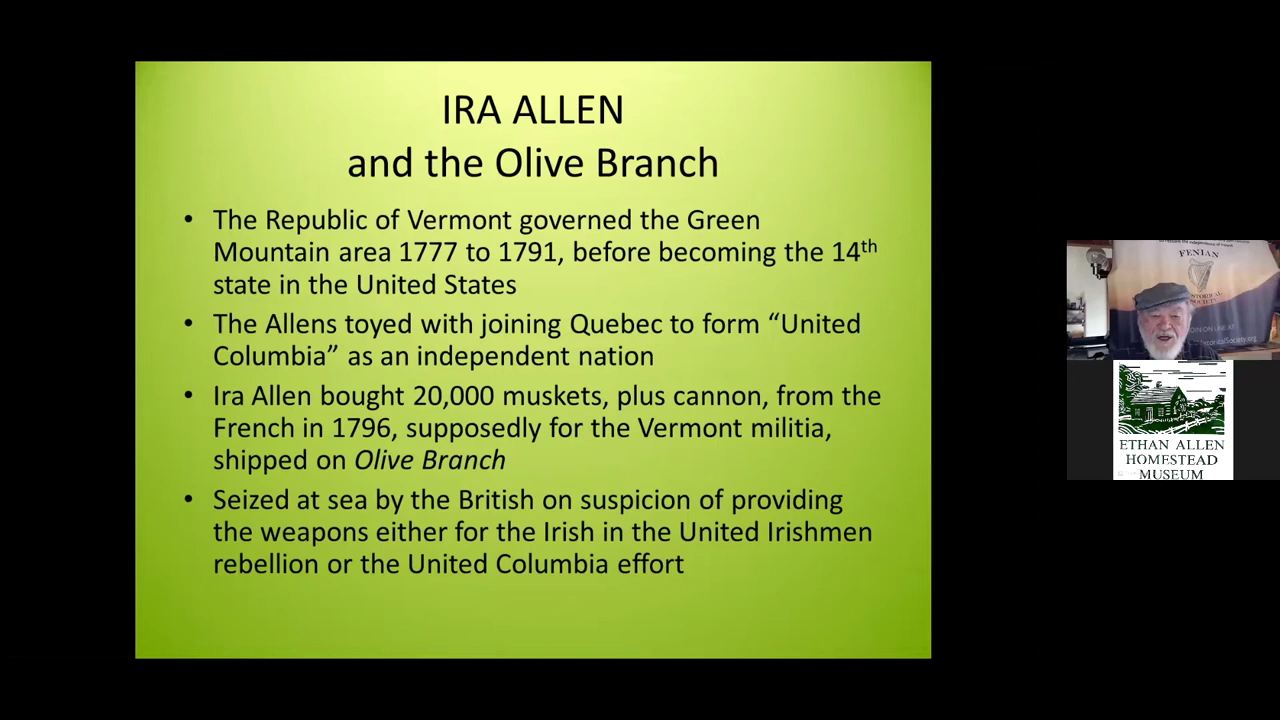 IRA ALLEN
and the Olive Branch
• The Republic of Vermont governed the Green
Mountain area 1777 to 1791, before becoming the 14th
state in the United States
• The Allens toyed with joining Quebec to form “United
Columbia” as an independent nation
• Ira Allen bought 20,000 muskets, plus cannon, from the
French in 1796, supposedly for the Vermont militia,
shipped on Olive Branch
• Seized at sea by the British on suspicion of providing
the weapons either for the Irish in the United Irishmen
rebellion or the United Columbia effort
FENIAN
ETHAN ALLEN
HOMESTEAD
MUSEUM